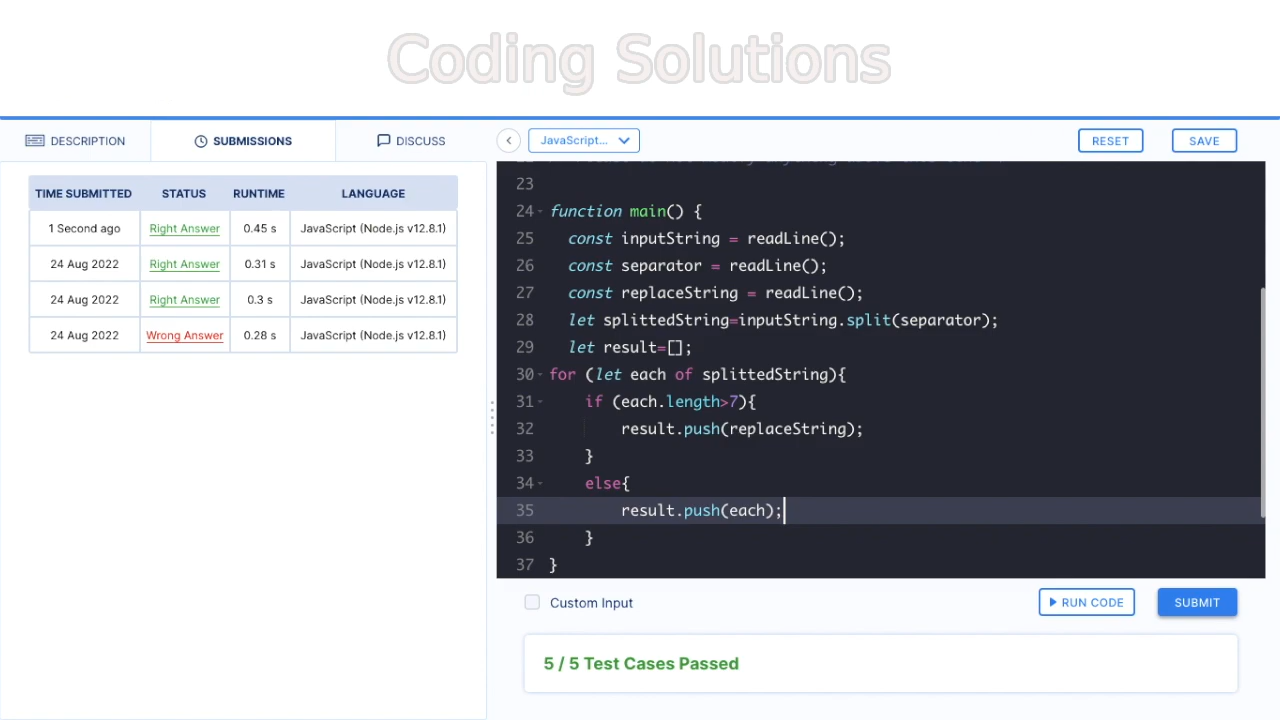 Coding Solutions
DESCRIPTION
SUBMISSIONS
DISCUSS
JavaScript...
RESET
SAVE
TIME SUBMITTED STATUS RUNTIME LANGUAGE
1 Second ago Right Answer 0.45 s JavaScript (Node.js v12.8.1)
24 Aug 2022 Right Answer 0.31 s JavaScript (Node.js v12.8.1)
24 Aug 2022 Right Answer 0.3 s JavaScript (Node.js v12.8.1)
24 Aug 2022 Wrong Answer 0.28 s JavaScript (Node.js v12.8.1)
23
24 function main() {
25 const inputString = readLine();
26 const separator = readLine();
27 const replaceString = readLine();
28 let splittedString=inputString.split(separator);
29 let result=[];
30 for (let each of splittedString){
31 if (each.length>7){
32 result.push(replaceString);
33 }
34 else{
35 result.push(each);
36 }
37 }
Custom Input
RUN CODE
SUBMIT
5 / 5 Test Cases Passed